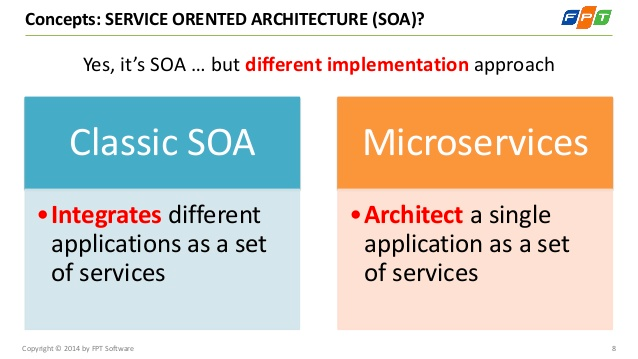 Concepts: SERVICE ORENTED ARCHITECTURE (SOA)?
FPT
Yes, it's SOA ... but different implementation approach
Classic SOA
•Integrates different
applications as a set
of services
Microservices
•Architect a single
application as a set
of services
Copyright © 2014 by FPT Software
8